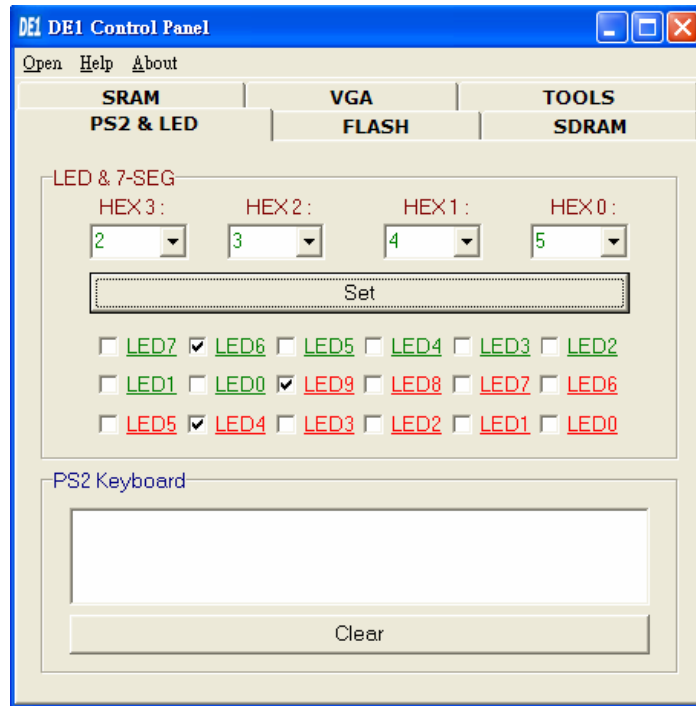 DE1 DE1 Control Panel
Open Help About
SRAM VGA TOOLS
PS2 & LED FLASH SDRAM
LED & 7-SEG
HEX 3 : HEX 2 : HEX 1 : HEX 0 :
2 3 4 5
Set
LED7 LED6 LED5 LED4 LED3 LED2
LED1 LED0 LED9 LED8 LED7 LED6
LED5 LED4 LED3 LED2 LED1 LED0
PS2 Keyboard
Clear